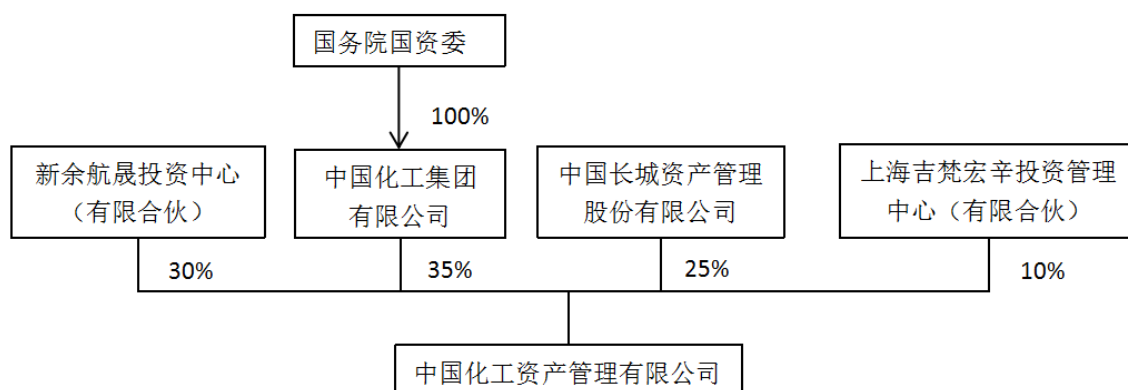 国务院国资委
100%
新余航晟投资中心
（有限合伙）
中国化工集团
有限公司
中国长城资产管理
股份有限公司
上海吉梵宏辛投资管理
中心（有限合伙）
30%
35%
25%
10%
中国化工资产管理有限公司